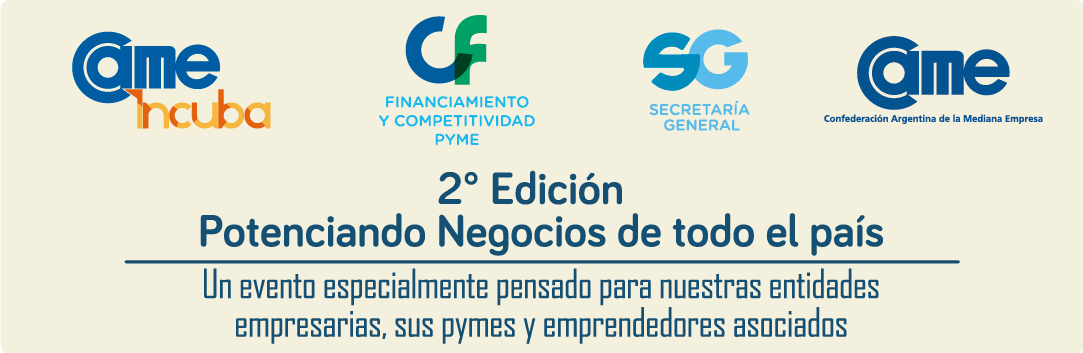 Came
incuba
CF
FINANCIAMIENTO
Y COMPETITIVIDAD
PYME
SG
SECRETARÍA
GENERAL
Came
Confederación Argentina de la Mediana Empresa
2° Edición
Potenciando Negocios de todo el país
Un evento especialmente pensado para nuestras entidades
empresarias, sus pymes y emprendedores asociados